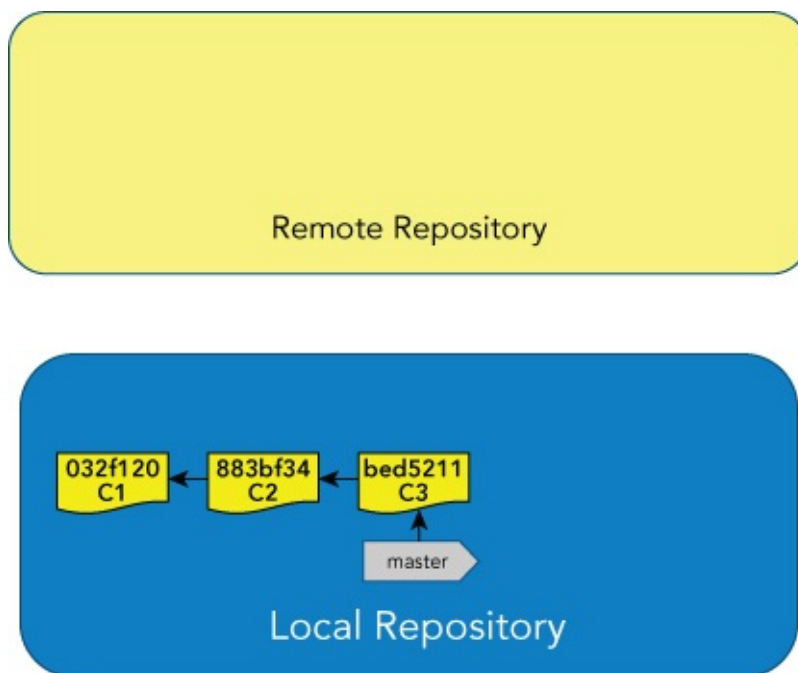 Remote Repository
032f120
C1
883bf34
C2
bed5211
C3
master
Local Repository